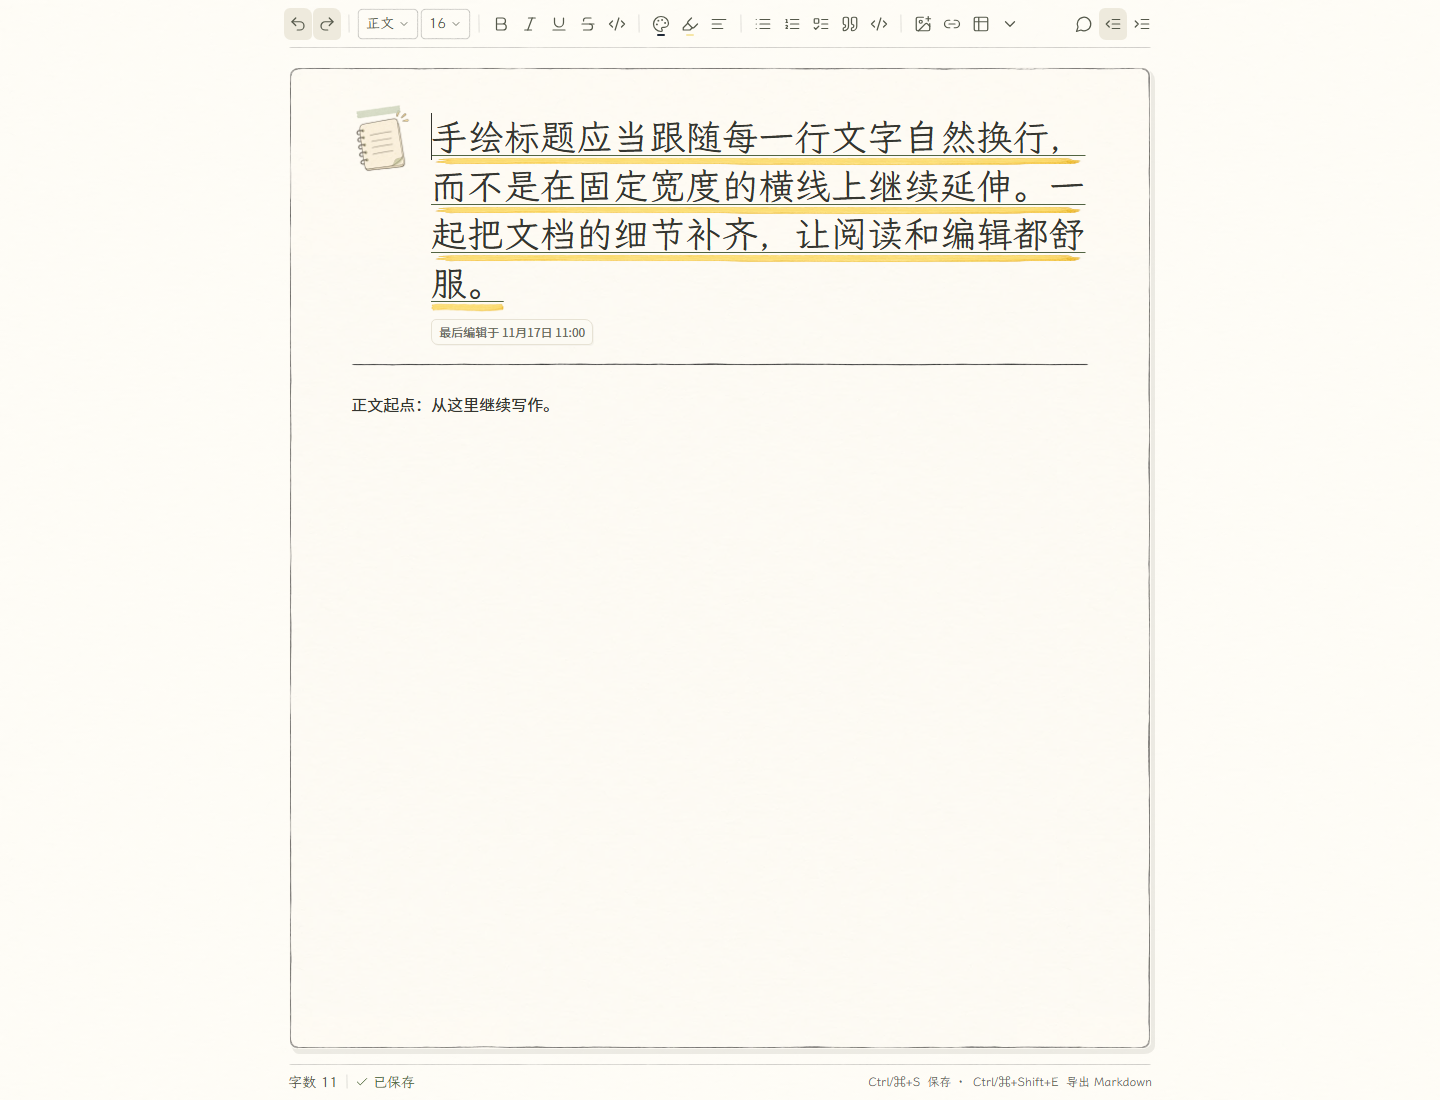 正文 16
手绘标题应当跟随每一行文字自然换行，
而不是在固定宽度的横线上继续延伸。一
起把文档的细节补齐，让阅读和编辑都舒
服。
最后编辑于 11月17日 11:00
正文起点：从这里继续写作。
字数 11 已保存 Ctrl/⌘+S 保存 · Ctrl/⌘+Shift+E 导出 Markdown